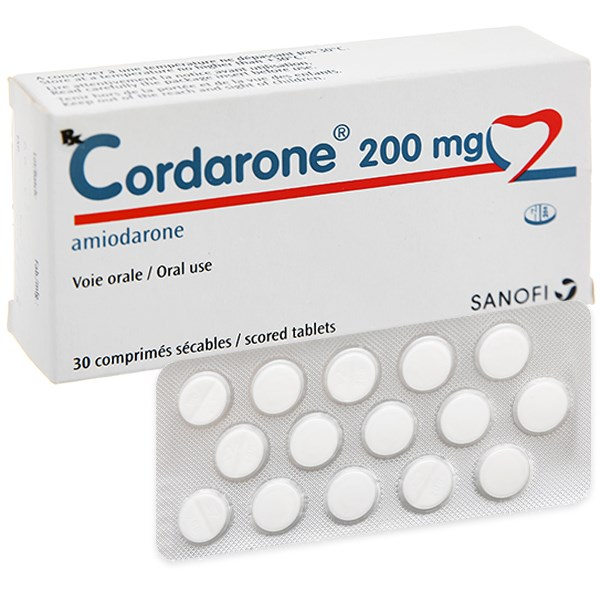 A conserver à une température ne dépassant pas 30°C.
Store at a temperature no higher than + 30°C.
Lire attentivement la notice avant utilisation.
Read carefully the package leaflet before use.
Tenir hors de la portée et de la vue des enfants.
Keep out of the reach and sight of children.
Rx
Cordarone® 200 mg
amiodarone
Voie orale / Oral use
SANOFI
30 comprimés sécables / scored tablets